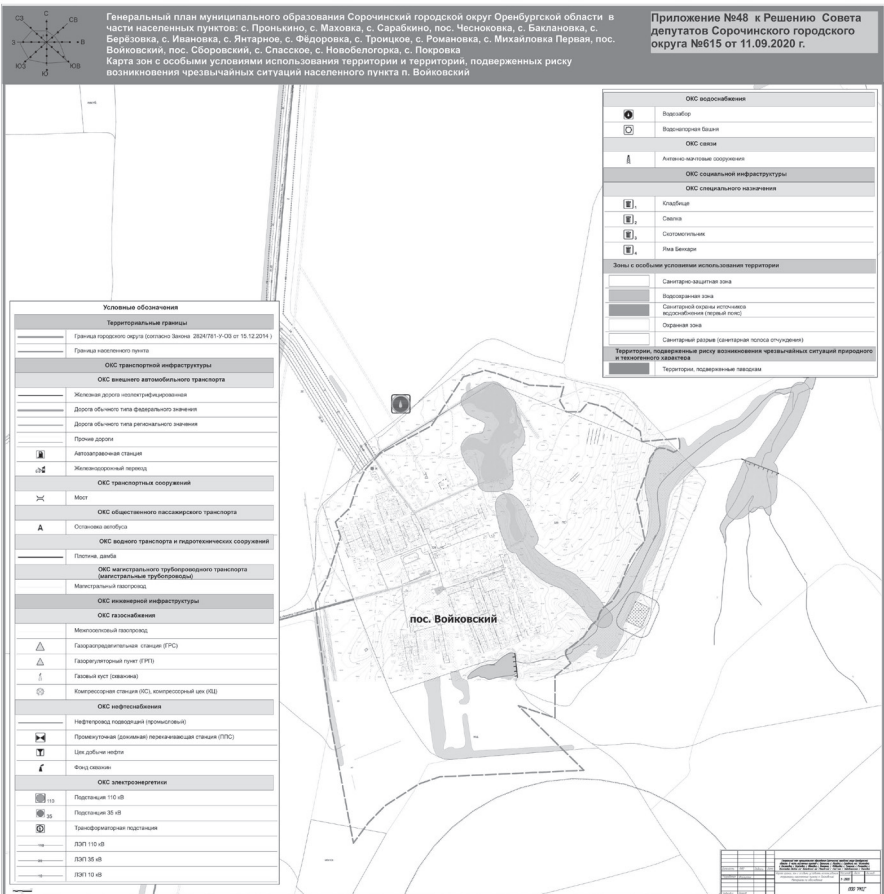 СЗ
С
СВ
З
В
ЮЗ
Ю
ЮВ
Генеральный план муниципального образования Сорочинский городской округ Оренбургской области в
части населенных пунктов: с. Пронькино, с. Маховка, с. Сарабкино, пос. Чесноковка, с. Баклановка, с.
Берёзовка, с. Ивановка, с. Янтарное, с. Фёдоровка, с. Троицкое, с. Романовка, с. Михайловка Первая, пос.
Войковский, пос. Сборовский, с. Спасское, с. Новобелогорка, с. Покровка
Карта зон с особыми условиями использования территории и территорий, подверженных риску
возникновения чрезвычайных ситуаций населенного пункта п. Войковский
Приложение №48 к Решению Совета
депутатов Сорочинского городского
округа №615 от 11.09.2020 г.
ОКС водоснабжения
Водозабор
Водонапорная башня
ОКС связи
Антенно-мачтовые сооружения
ОКС социальной инфраструктуры
ОКС специального назначения
1 Кладбище
2 Свалка
3 Скотомогильник
4 Яма Беккари
Зоны с особыми условиями использования территории
Санитарно-защитная зона
Водоохранная зона
Санитарной охраны источников
водоснабжения (первый пояс)
Охранная зона
Санитарный разрыв (санитарная полоса отчуждения)
Территории, подверженные риску возникновения чрезвычайных ситуаций природного
и техногенного характера
Территории, подверженные паводкам
Условные обозначения
Территориальные границы
Граница городского округа (согласно Закона 2824/781-V-ОЗ от 15.12.2014 )
Граница населенного пункта
ОКС транспортной инфраструктуры
ОКС внешнего автомобильного транспорта
Железная дорога неэлектрифицированная
Дорога обычного типа федерального значения
Дорога обычного типа регионального значения
Прочие дороги
Автозаправочная станция
Железнодорожный переезд
ОКС транспортных сооружений
Мост
ОКС общественного пассажирского транспорта
А Остановка автобуса
ОКС водного транспорта и гидротехнических сооружений
Плотина, дамба
ОКС магистрального трубопроводного транспорта
(магистральные трубопроводы)
Магистральный газопровод
ОКС инженерной инфраструктуры
ОКС газоснабжения
Межпоселковый газопровод
Газораспределительная станция (ГРС)
Газорегуляторный пункт (ГРП)
Газовый куст (скважина)
Компрессорная станция (КС), компрессорный цех (КЦ)
ОКС нефтеснабжения
Нефтепровод подводящий (промысловый)
Промежуточная (дожимная) перекачивающая станция (ППС)
Цех добычи нефти
Фонд скважин
ОКС электроэнергетики
110 Подстанция 110 кВ
35 Подстанция 35 кВ
Трансформаторная подстанция
ЛЭП 110 кВ
ЛЭП 35 кВ
ЛЭП 10 кВ
пос. Войковский